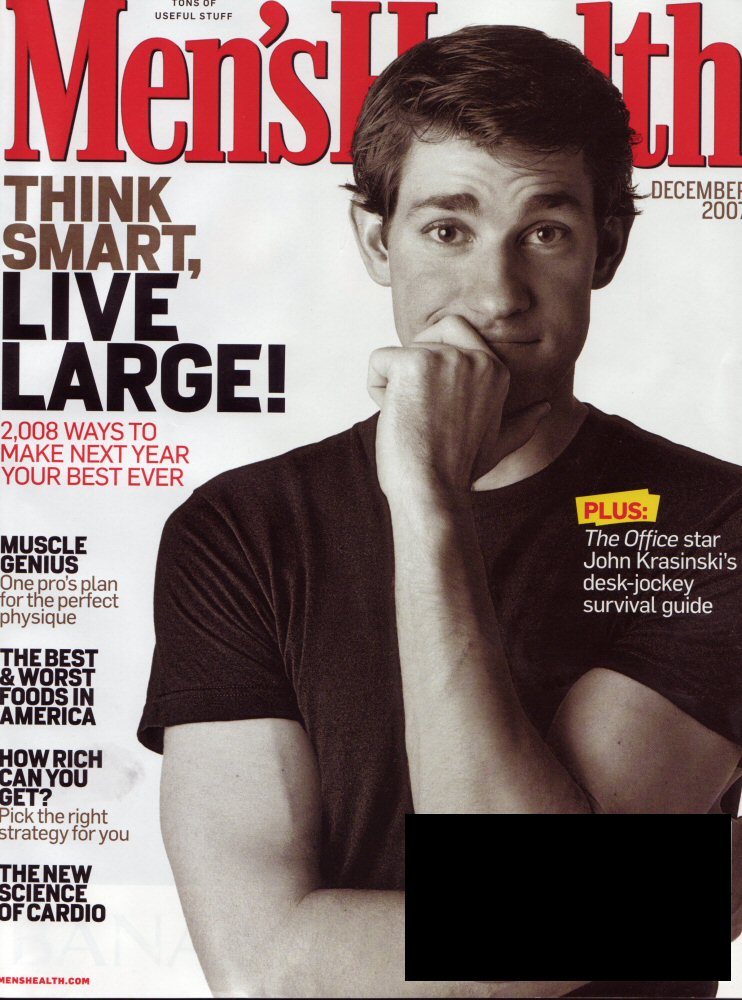 TONS OF
USEFUL STUFF
Men'sHealth
DECEMBER
2007
THINK
SMART,
LIVE
LARGE!
2,008 WAYS TO
MAKE NEXT YEAR
YOUR BEST EVER
PLUS:
The Office star
John Krasinski's
desk-jockey
survival guide
MUSCLE
GENIUS
One pro's plan
for the perfect
physique
THE BEST
& WORST
FOODS IN
AMERICA
HOW RICH
CAN YOU
GET?
Pick the right
strategy for you
THE NEW
SCIENCE
OF CARDIO
MENSHEALTH.COM